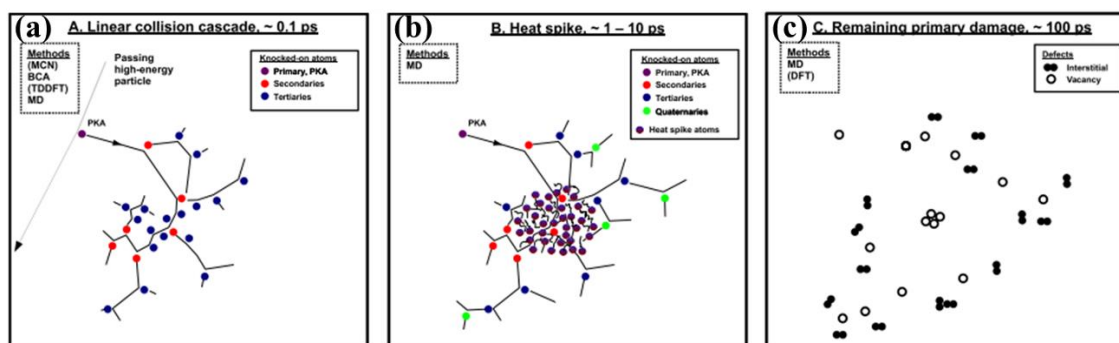 (a)
A. Linear collision cascade, ~ 0.1 ps
Methods
(MCN)
BCA
(TDDFT)
MD
Passing
high-energy
particle
Knocked-on atoms
Primary, PKA
Secondaries
Tertiaries
PKA
(b)
B. Heat spike, ~ 1 – 10 ps
Methods
MD
Knocked-on atoms
Primary, PKA
Secondaries
Tertiaries
Quaternaries
Heat spike atoms
PKA
(c)
C. Remaining primary damage, ~ 100 ps
Methods
MD
(DFT)
Defects
Interstitial
Vacancy